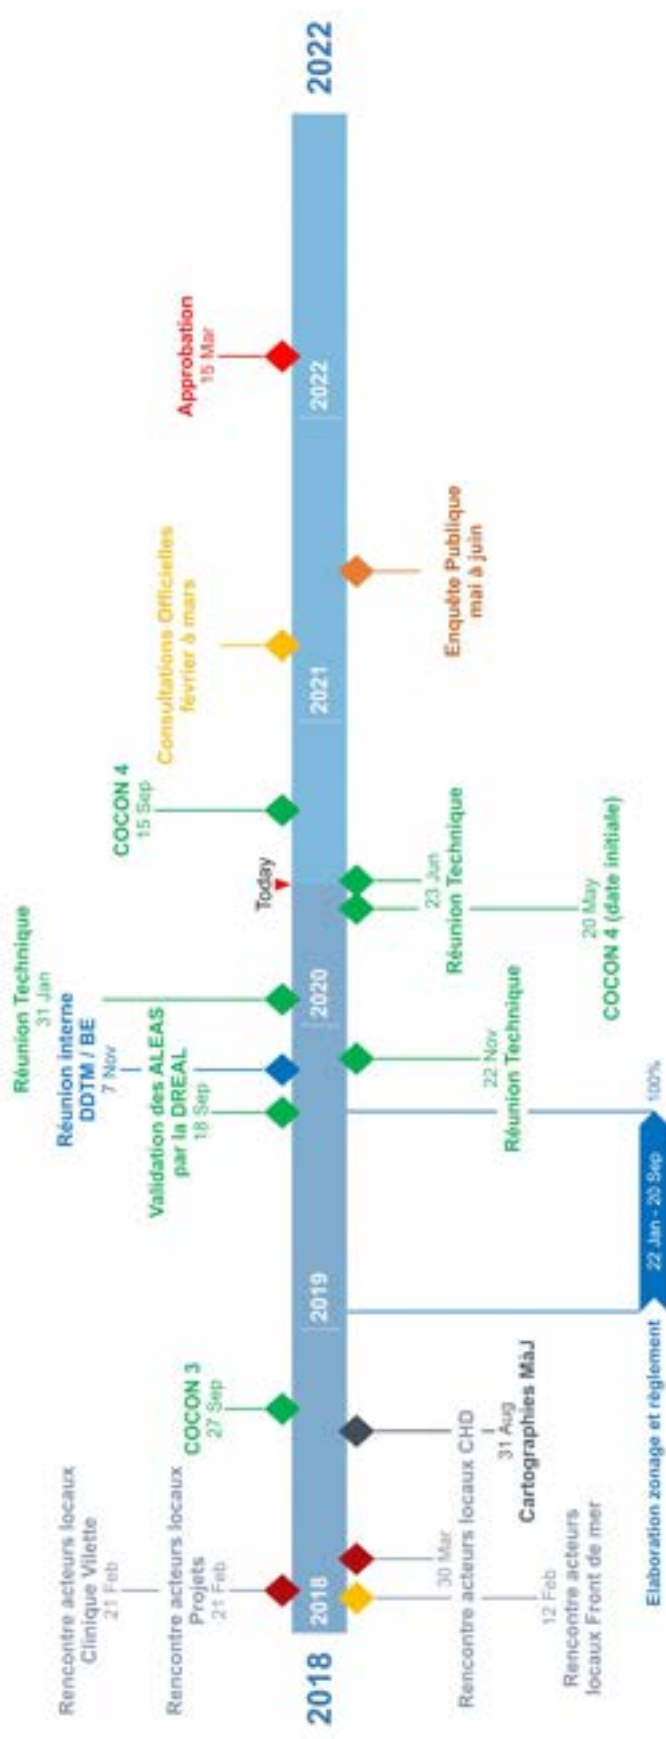 Rencontre acteurs locaux
Clinique Vilette
21 Feb
Rencontre acteurs locaux
Projets
21 Feb
COCON 3
27 Sep
Validation des ALEAS
par la DREAL
18 Sep
Réunion interne
DDTM / BE
7 Nov
Réunion Technique
31 Jan
Today
COCON 4
15 Sep
Consultations Officielles
février à mars
Approbation
15 Mar
2018
2018
2019
2020
2021
2022
2022
12 Feb
Rencontre acteurs
locaux Front de mer
30 Mar
Rencontre acteurs locaux CHD
31 Aug
Cartographies MàJ
22 Nov
Réunion Technique
20 May
COCON 4 (date initiale)
23 Jun
Réunion Technique
Enquête Publique
mai à juin
Elaboration zonage et règlement
22 Jan - 20 Sep
100%